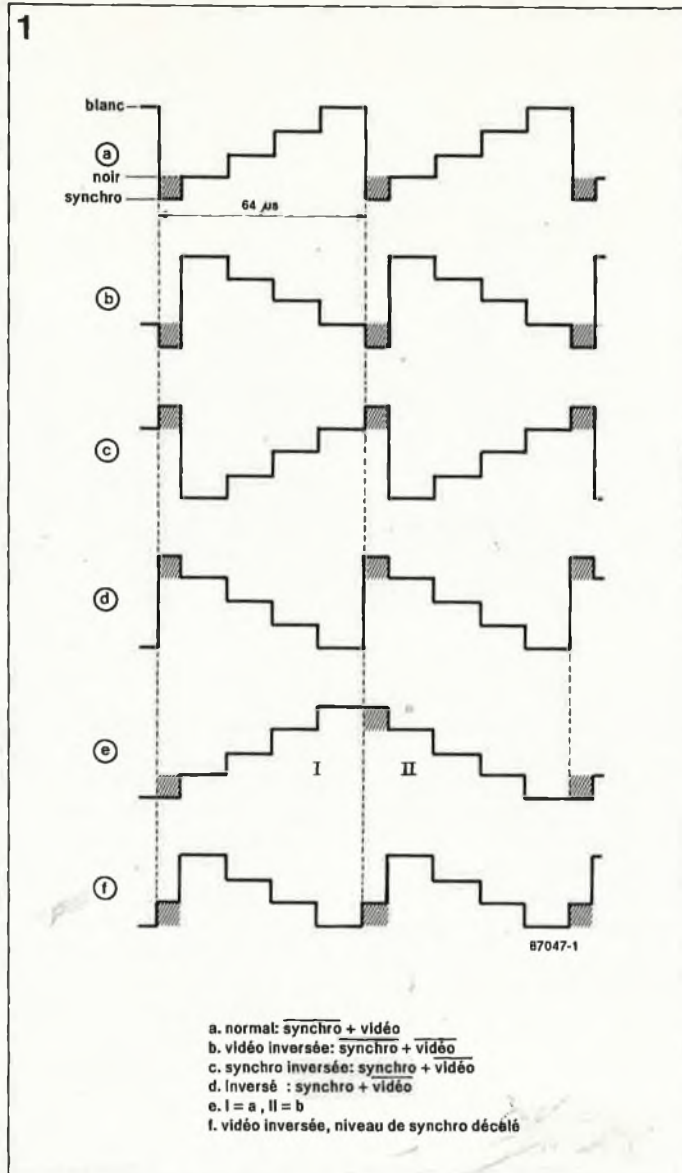 1
blanc
a
noir
synchro
64 µs
b
c
d
e
I
II
f
87047-1
a. normal: synchro + vidéo
b. vidéo inversée: synchro + vidéo
c. synchro inversée: synchro + vidéo
d. Inversé : synchro + vidéo
e. I = a , II = b
f. vidéo inversée, niveau de synchro décelé